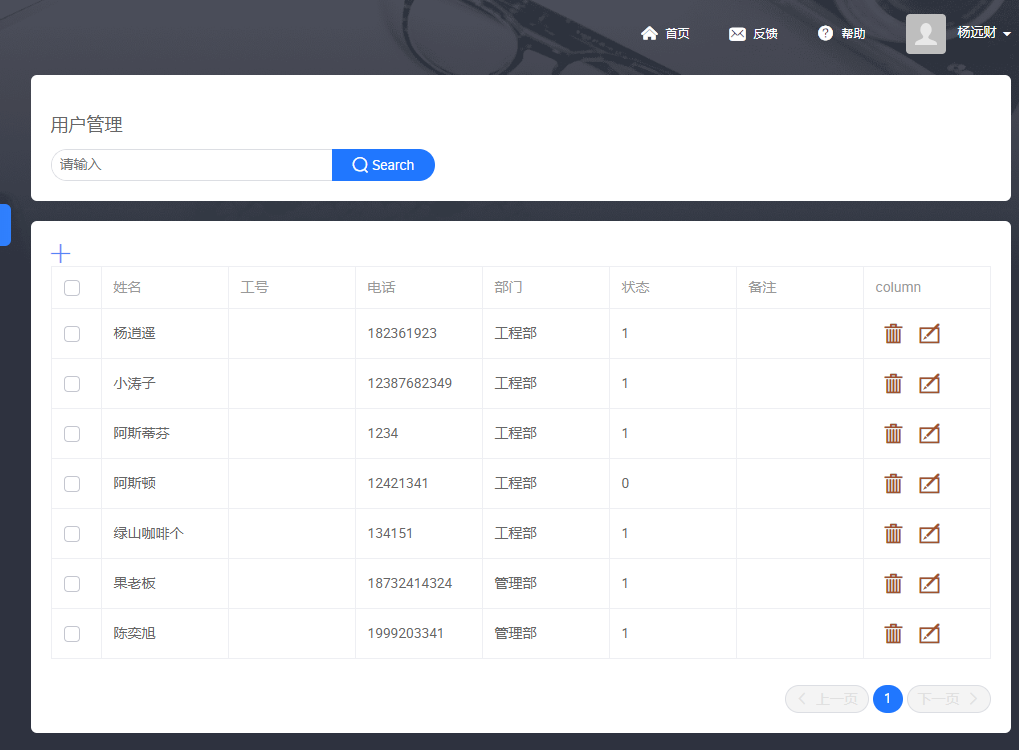 首页 反馈 帮助 杨远财
用户管理
请输入 Search
姓名 工号 电话 部门 状态 备注 column
杨逍遥 182361923 工程部 1
小涛子 12387682349 工程部 1
阿斯蒂芬 1234 工程部 1
阿斯顿 12421341 工程部 0
绿山咖啡个 134151 工程部 1
果老板 18732414324 管理部 1
陈奕旭 1999203341 管理部 1
上一页 1 下一页